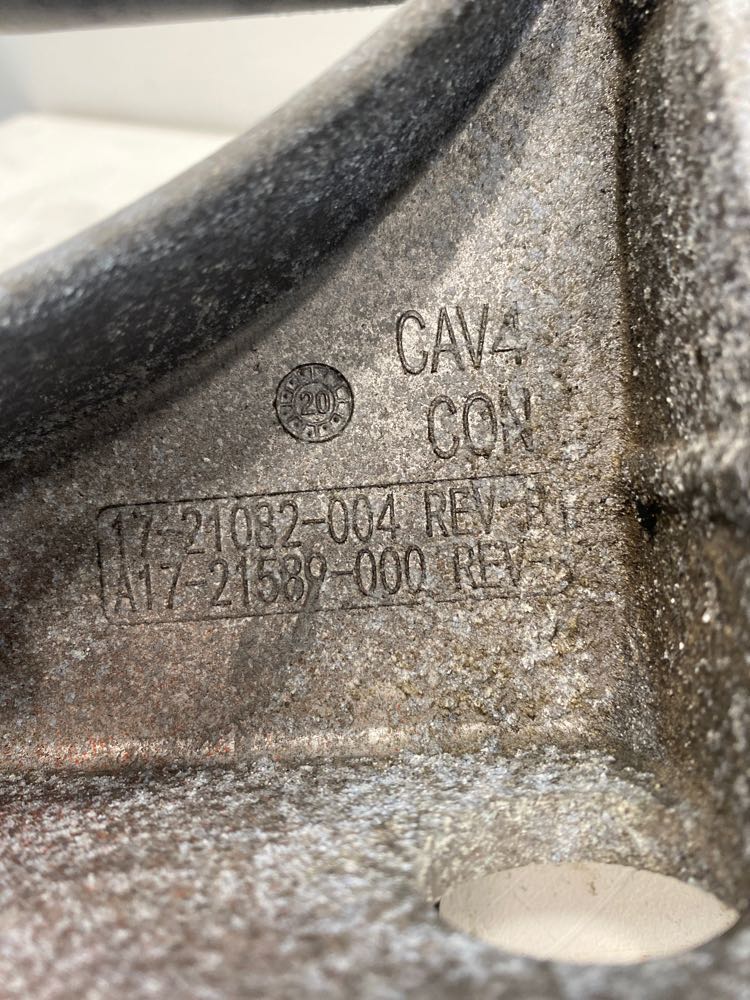 CAV4
20
CON
17-21082-004 REV-
A17-21589-000 REV-